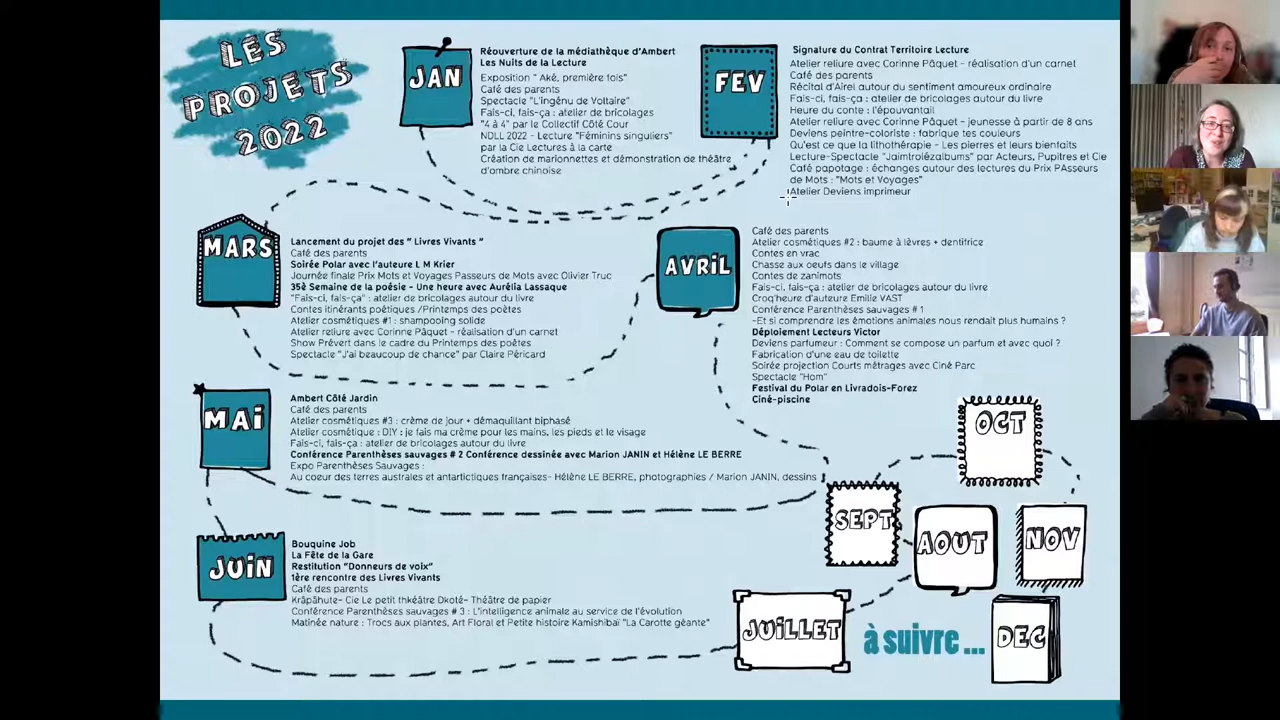 LES
PROJETS
2022
JAN
Réouverture de la médiathèque d'Ambert
Les Nuits de la Lecture
Exposition " Aké, première fois"
Café des parents
Spectacle "L'ingénu de Voltaire"
Fais-ci, fais-ça : atelier de bricolages
"4 à 4" par le Collectif Côté Cour
NDLL 2022 - Lecture "Féminins singuliers"
par la Cie Lectures à la carte
Création de marionnettes et démonstration de théâtre
d'ombre chinoise
FEV
Signature du Contrat Territoire Lecture
Atelier reliure avec Corinne Pâquet - réalisation d'un carnet
Café des parents
Récital d'Airel autour du sentiment amoureux ordinaire
Fais-ci, fais-ça : atelier de bricolages autour du livre
Heure du conte : l'épouvantail
Atelier reliure avec Corinne Pâquet - jeunesse à partir de 8 ans
Deviens peintre-coloriste : fabrique tes couleurs
Qu'est ce que la lithothérapie - Les pierres et leurs bienfaits
Lecture-Spectacle "Jaimtrolézalbums" par Acteurs, Pupitres et Cie
Café papotage : échanges autour des lectures du Prix PAsseurs
de Mots : "Mots et Voyages"
Atelier Deviens imprimeur
MARS
Lancement du projet des " Livres Vivants "
Café des parents
Soirée Polar avec l'auteure L M Krier
Journée finale Prix Mots et Voyages Passeurs de Mots avec Olivier Truc
35è Semaine de la poésie - Une heure avec Aurélia Lassaque
"Fais-ci, fais-ça" : atelier de bricolages autour du livre
Contes itinérants poétiques /Printemps des poètes
Atelier cosmétiques #1 : shampooing solide
Atelier reliure avec Corinne Pâquet - réalisation d'un carnet
Show Prévert dans le cadre du Printemps des poètes
Spectacle "J'ai beaucoup de chance" par Claire Péricard
AVRIL
Café des parents
Atelier cosmétiques #2 : baume à lèvres + dentifrice
Contes en vrac
Chasse aux oeufs dans le village
Contes de zanimots
Fais-ci, fais-ça : atelier de bricolages autour du livre
Croq'heure d'auteure Emilie VAST
Conférence Parenthèses sauvages # 1
-Et si comprendre les émotions animales nous rendait plus humains ?
Déploiement Lecteurs Victor
Deviens parfumeur : Comment se compose un parfum et avec quoi ?
Fabrication d'une eau de toilette
Soirée projection Courts métrages avec Ciné Parc
Spectacle "Hom"
Festival du Polar en Livradois-Forez
Ciné-piscine
MAI
Ambert Côté Jardin
Café des parents
Atelier cosmétiques #3 : crème de jour + démaquillant biphasé
Atelier cosmétique : DIY : je fais ma crème pour les mains, les pieds et le visage
Fais-ci, fais-ça : atelier de bricolages autour du livre
Conférence Parenthèses sauvages # 2 Conférence dessinée avec Marion JANIN et Hélène LE BERRE
Expo Parenthèses Sauvages :
Au coeur des terres australes et antartictiques françaises- Hélène LE BERRE, photographies / Marion JANIN, dessins
JUIN
Bouquine Job
La Fête de la Gare
Restitution "Donneurs de voix"
1ère rencontre des Livres Vivants
Café des parents
Krâpâhute- Cie Le petit thkéâtre Dkoté- Théâtre de papier
Conférence Parenthèses sauvages # 3 : L'intelligence animale au service de l'évolution
Matinée nature : Trocs aux plantes, Art Floral et Petite histoire Kamishibaï "La Carotte géante"
OCT
SEPT
AOUT
NOV
JUILLET
à suivre ...
DEC